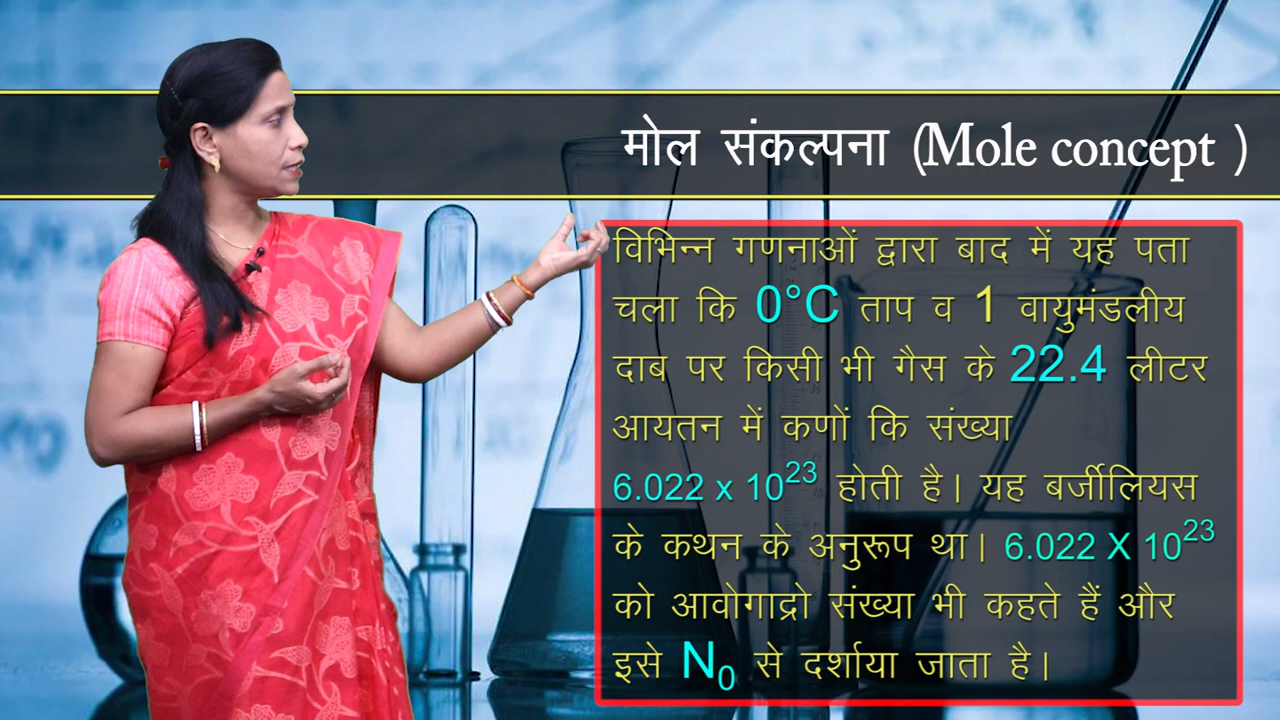 मोल संकल्पना (Mole concept )
विभिन्न गणनाओं द्वारा बाद में यह पता
चला कि 0°C ताप व 1 वायुमंडलीय
दाब पर किसी भी गैस के 22.4 लीटर
आयतन में कणों कि संख्या
6.022 x 10²³ होती है। यह बर्जीलियस
के कथन के अनुरूप था। 6.022 X 10²³
को आवोगाद्रो संख्या भी कहते हैं और
इसे N₀ से दर्शाया जाता है।